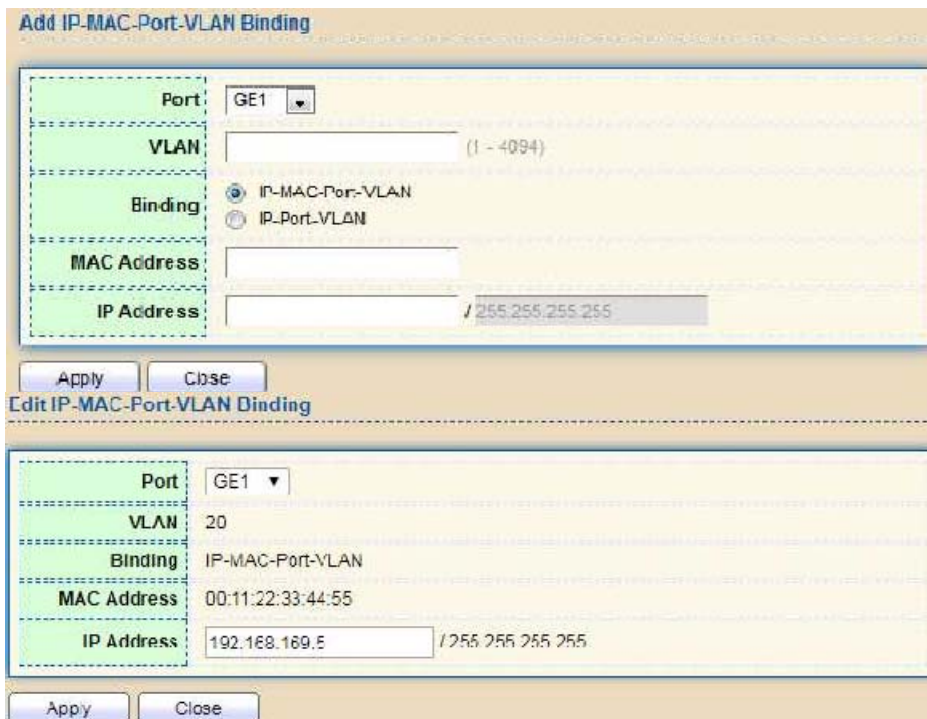 Add IP-MAC-Port-VLAN Binding
Port GE1
VLAN (1 - 4094)
Binding IP-MAC-Port-VLAN
IP-Port-VLAN
MAC Address
IP Address / 255.255.255.255
Apply Close
Edit IP-MAC-Port-VLAN Binding
Port GE1
VLAN 20
Binding IP-MAC-Port-VLAN
MAC Address 00:11:22:33:44:55
IP Address 192.168.169.5 / 255.255.255.255
Apply Close